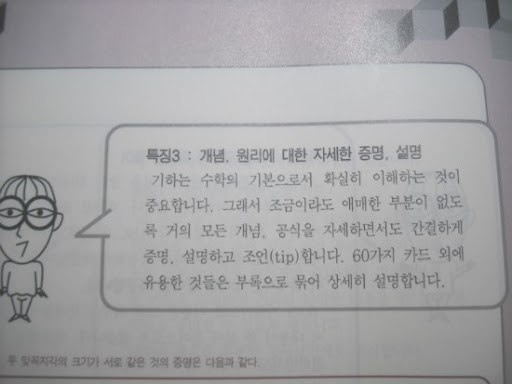 특징3 : 개념, 원리에 대한 자세한 증명, 설명
기하는 수학의 기본으로서 확실히 이해하는 것이
중요합니다. 그래서 조금이라도 애매한 부분이 없도
록 거의 모든 개념, 공식을 자세하면서도 간결하게
증명, 설명하고 조언(tip)합니다. 60가지 카드 외에
유용한 것들은 부록으로 묶어 상세히 설명합니다.
두 맞꼭지각의 크기가 서로 같은 것의 증명은 다음과 같다.